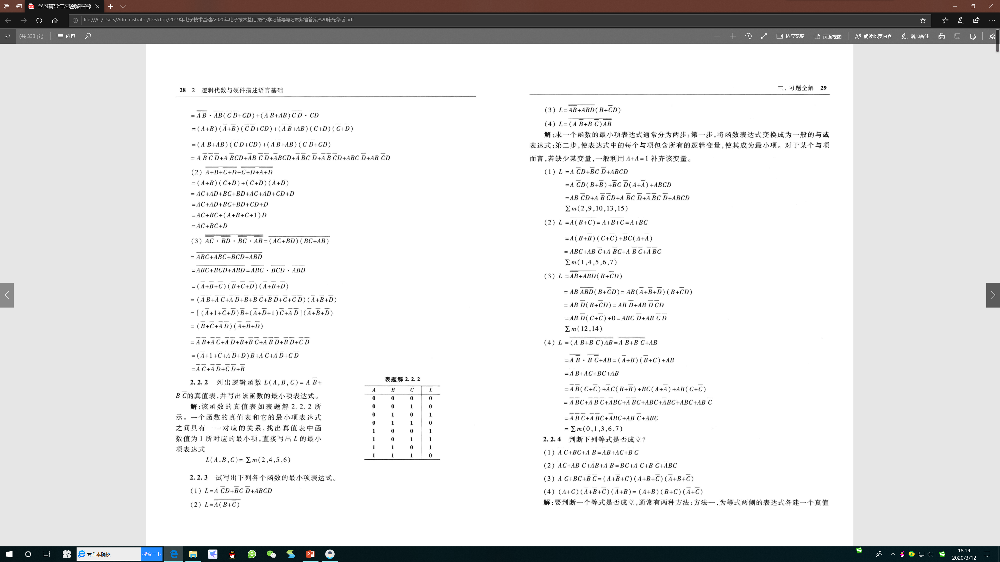 学习辅导与习题解答答案
file:///C:/Users/Administrator/Desktop/2019年电子技术基础/2020年电子技术基础课件/学习辅导与习题解答答案%20康光华版.pdf
37 (共 333 页) 内容 适应宽度 页面视图 朗读此页内容 增加备注
28 2 逻辑代数与硬件描述语言基础
= \overline{\overline{A}\,\overline{B}}·\overline{AB}(\overline{C}\,\overline{D}+CD)+(\overline{A}\,\overline{B}+AB)\overline{\overline{C}\,\overline{D}}·\overline{CD}
=(A+B)(\overline{A}+\overline{B})(\overline{C}\,\overline{D}+CD)+(\overline{A}\,\overline{B}+AB)(C+D)(\overline{C}+\overline{D})
=(A\overline{B}+\overline{A}B)(\overline{C}\,\overline{D}+CD)+(\overline{A}\,\overline{B}+AB)(C\overline{D}+\overline{C}D)
= A\overline{B}\,\overline{C}\,\overline{D}+A\overline{B}CD+\overline{A}B\overline{C}\,\overline{D}+\overline{A}BCD+\overline{A}\,\overline{B}C\overline{D}+\overline{A}\,\overline{B}\,\overline{C}D+ABC\overline{D}+AB\overline{C}D
(2) \overline{\overline{A+B}+\overline{C+D}}+\overline{\overline{C+D}+\overline{A+D}}
=(A+B)(C+D)+(C+D)(A+D)
= AC+AD+BC+BD+AC+AD+CD+D
=AC+AD+BC+BD+CD+D
=AC+BC+(A+B+C+1)D
=AC+BC+D
(3) \overline{\overline{\overline{AC}·\overline{BD}}·\overline{\overline{BC}·\overline{AB}}}=\overline{(AC+BD)(BC+AB)}
= \overline{ABC+ABC+BCD+ABD}
=\overline{ABC+BCD+ABD}=\overline{ABC}·\overline{BCD}·\overline{ABD}
=(\overline{A}+\overline{B}+\overline{C})(\overline{B}+\overline{C}+\overline{D})(\overline{A}+\overline{B}+\overline{D})
=(\overline{A}\,\overline{B}+\overline{A}\,\overline{C}+\overline{A}\,\overline{D}+\overline{B}+\overline{B}\,\overline{C}+\overline{B}\,\overline{D}+\overline{C}+\overline{C}\,\overline{D})(\overline{A}+\overline{B}+\overline{D})
= [(\overline{A}+1+\overline{C}+\overline{D})\overline{B}+(\overline{A}+\overline{D}+1)\overline{C}+\overline{A}\,\overline{D}](\overline{A}+\overline{B}+\overline{D})
= (\overline{B}+\overline{C}+\overline{A}\,\overline{D})(\overline{A}+\overline{B}+\overline{D})
= \overline{A}\,\overline{B}+\overline{A}\,\overline{C}+\overline{A}\,\overline{D}+\overline{B}+\overline{B}\,\overline{C}+\overline{A}\,\overline{B}\,\overline{D}+\overline{B}\,\overline{D}+\overline{C}\,\overline{D}
=(\overline{A}+1+\overline{C}+\overline{A}\,\overline{D}+\overline{D})\overline{B}+\overline{A}\,\overline{C}+\overline{A}\,\overline{D}+\overline{C}\,\overline{D}
=\overline{A}\,\overline{C}+\overline{A}\,\overline{D}+\overline{C}\,\overline{D}+\overline{B}
2.2.2 列出逻辑函数 L(A,B,C)= A\overline{B}+
B\overline{C}的真值表,并写出该函数的最小项表达式。
解:该函数的真值表如表题解 2.2.2 所
示。一个函数的真值表和它的最小项表达式
之间具有一一对应的关系,找出真值表中函
数值为 1 所对应的最小项,直接写出 L 的最小
项表达式
L(A,B,C)= ∑m(2,4,5,6)
表题解 2.2.2
A B C L
0 0 0 0
0 0 1 0
0 1 0 1
0 1 1 0
1 0 0 1
1 0 1 1
1 1 0 1
1 1 1 0
2.2.3 试写出下列各个函数的最小项表达式。
(1) L=A\overline{C}D+\overline{B}C\overline{D}+ABCD
(2) L=\overline{\overline{A}(B+\overline{C})}
三、习题全解 29
(3) L=\overline{\overline{AB}+ABD}(B+\overline{C}D)
(4) L=\overline{(A\overline{B}+B\overline{C})\overline{AB}}
解:求一个函数的最小项表达式通常分为两步:第一步,将函数表达式变换成为一般的与或
表达式;第二步,使表达式中的每个与项包含所有的逻辑变量,使其成为最小项。对于某个与项
而言,若缺少某变量,一般利用 A+\overline{A}=1 补齐该变量。
(1) L =A\overline{C}D+\overline{B}C\overline{D}+ABCD
=A\overline{C}D(B+\overline{B})+\overline{B}C\overline{D}(A+\overline{A})+ABCD
=AB\overline{C}D+A\overline{B}\,\overline{C}D+A\overline{B}C\overline{D}+\overline{A}\,\overline{B}C\overline{D}+ABCD
∑m(2,9,10,13,15)
(2) L =\overline{\overline{A}(B+\overline{C})}= A+\overline{B+\overline{C}}=A+\overline{B}C
=A(B+\overline{B})(C+\overline{C})+\overline{B}C(A+\overline{A})
= ABC+AB\overline{C}+A\overline{B}C+A\overline{B}\,\overline{C}+\overline{A}\,\overline{B}C
∑m(1,4,5,6,7)
(3) L =\overline{\overline{AB}+ABD}(B+\overline{C}D)
= AB\overline{ABD}(B+\overline{C}D)= AB(\overline{A}+\overline{B}+\overline{D})(B+\overline{C}D)
= AB\overline{D}(B+\overline{C}D)= AB\overline{D}+AB\overline{D}\,\overline{C}D
=AB\overline{D}(C+\overline{C})+0=ABC\overline{D}+AB\overline{C}\,\overline{D}
∑m(12,14)
(4) L =\overline{(A\overline{B}+B\overline{C})\overline{AB}}=\overline{A\overline{B}+B\overline{C}}+AB
=\overline{A\overline{B}}·\overline{B\overline{C}}+AB=(\overline{A}+B)(\overline{B}+C)+AB
=\overline{A}\,\overline{B}+\overline{A}C+BC+AB
=\overline{A}\,\overline{B}(C+\overline{C})+\overline{A}C(B+\overline{B})+BC(A+\overline{A})+AB(C+\overline{C})
= \overline{A}\,\overline{B}C+\overline{A}\,\overline{B}\,\overline{C}+\overline{A}BC+\overline{A}\,\overline{B}C+ABC+\overline{A}BC+ABC+AB\overline{C}
=\overline{A}\,\overline{B}\,\overline{C}+\overline{A}\,\overline{B}C+\overline{A}BC+AB\overline{C}+ABC
= ∑m(0,1,3,6,7)
2.2.4 判断下列等式是否成立?
(1) \overline{A}\,\overline{C}+BC+A\overline{B}=\overline{A}B+AC+\overline{B}\,\overline{C}
(2) \overline{A}C+AB\overline{C}+\overline{A}B+A\overline{B}=\overline{B}C+A\overline{C}+B\overline{C}+\overline{A}BC
(3) A\overline{C}+BC+\overline{B}\,\overline{C}=(A+\overline{B}+C)(A+B+\overline{C})(\overline{A}+B+\overline{C})
(4) (A+C)(\overline{A}+\overline{B}+\overline{C})(\overline{A}+B)=(A+B)(B+C)(\overline{A}+\overline{C})
解:要判断一个等式是否成立,通常有两种方法:方法一,为等式两侧的表达式各建一个真值
专升本院校 搜索一下
18:14
2020/3/12